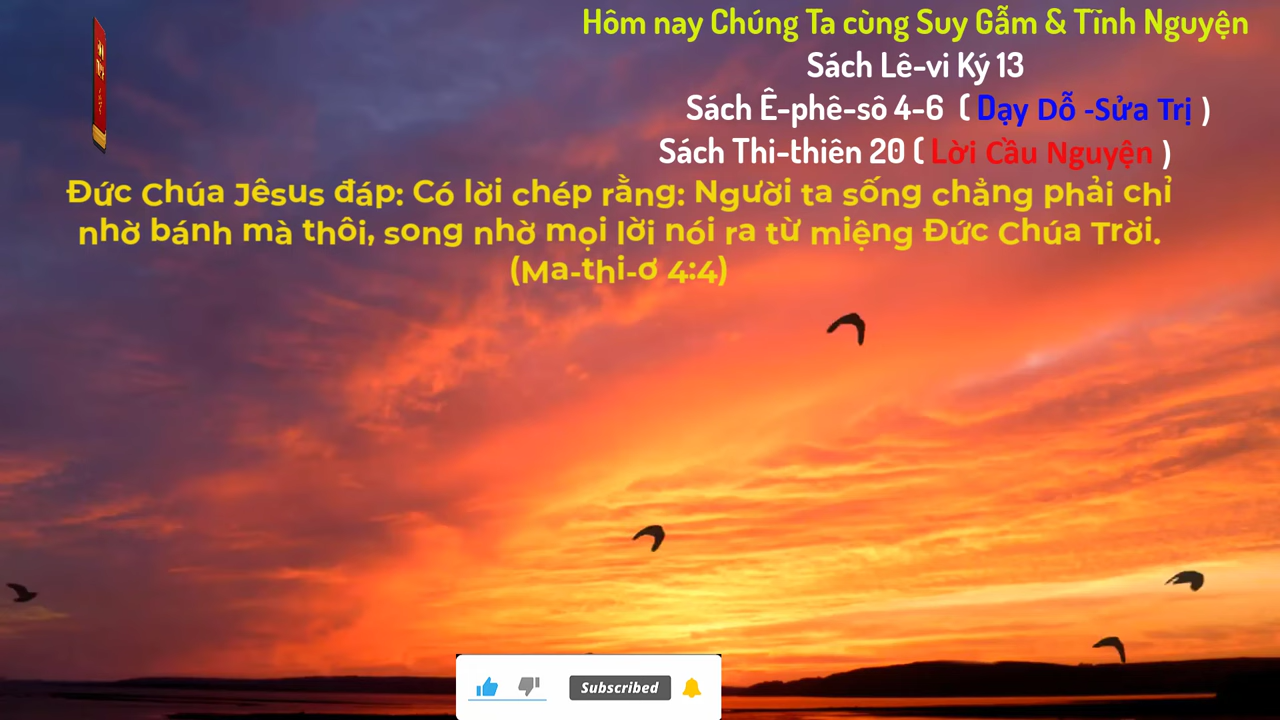 Hôm nay Chúng Ta cùng Suy Gẫm & Tĩnh Nguyện
Sách Lê-vi Ký 13
Sách Ê-phê-sô 4-6 ( Dạy Dỗ -Sửa Trị )
Sách Thi-thiên 20 ( Lời Cầu Nguyện )
Đức Chúa Jêsus đáp: Có lời chép rằng: Người ta sống chẳng phải chỉ
nhờ bánh mà thôi, song nhờ mọi lời nói ra từ miệng Đức Chúa Trời.
(Ma-thi-ơ 4:4)
Subscribed